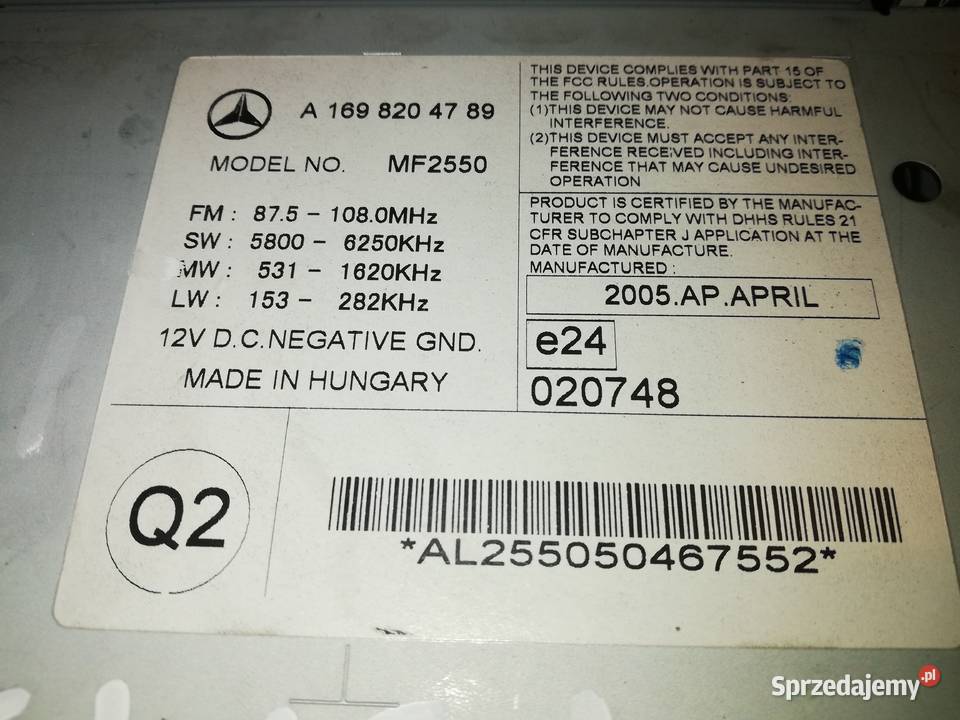 A 169 820 47 89
MODEL NO. MF2550
FM : 87.5 - 108.0MHz
SW : 5800 - 6250KHz
MW : 531 - 1620KHz
LW : 153 - 282KHz
12V D.C.NEGATIVE GND.
MADE IN HUNGARY
THIS DEVICE COMPLIES WITH PART 15 OF
THE FCC RULES.OPERATION IS SUBJECT TO
THE FOLLOWING TWO CONDITIONS:
(1)THIS DEVICE MAY NOT CAUSE HARMFUL
INTERFERENCE.
(2)THIS DEVICE MUST ACCEPT ANY INTER-
FERENCE RECEIVED INCLUDING INTER-
FERENCE THAT MAY CAUSE UNDESIRED
OPERATION
PRODUCT IS CERTIFIED BY THE MANUFAC-
TURER TO COMPLY WITH DHHS RULES 21
CFR SUBCHAPTER J APPLICATION AT THE
DATE OF MANUFACTURE.
MANUFACTURED :
2005.AP.APRIL
e24
020748
Q2
*AL255050467552*
Sprzedajemy.pl